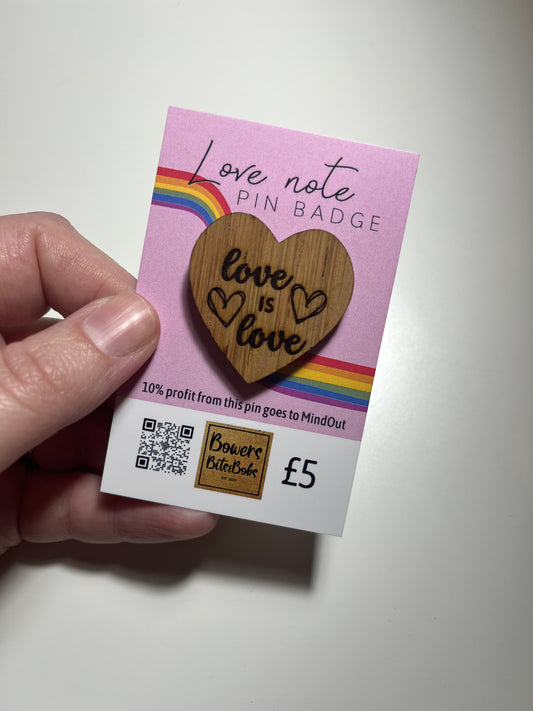 Love note
PIN BADGE
love
IS
love
10% profit from this pin goes to MindOut
Bowers
Bits&Bobs
£5